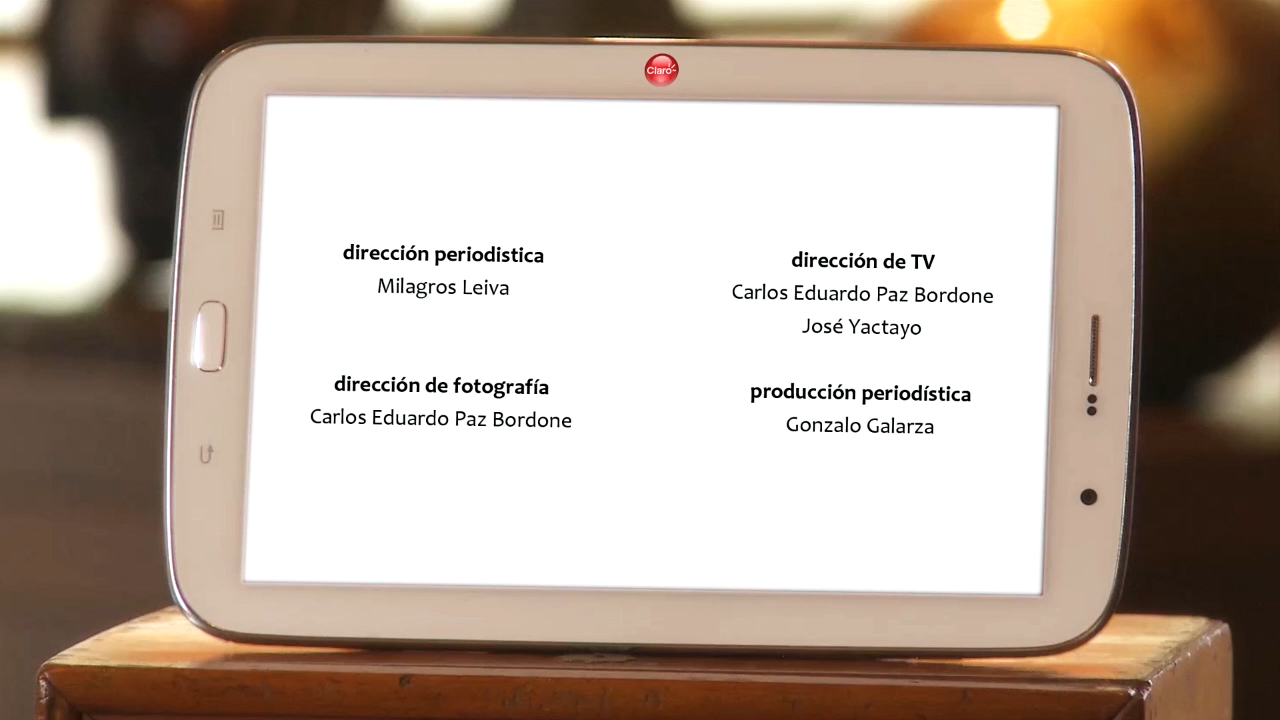 Claro
dirección periodistica
Milagros Leiva
dirección de fotografía
Carlos Eduardo Paz Bordone
dirección de TV
Carlos Eduardo Paz Bordone
José Yactayo
producción periodística
Gonzalo Galarza